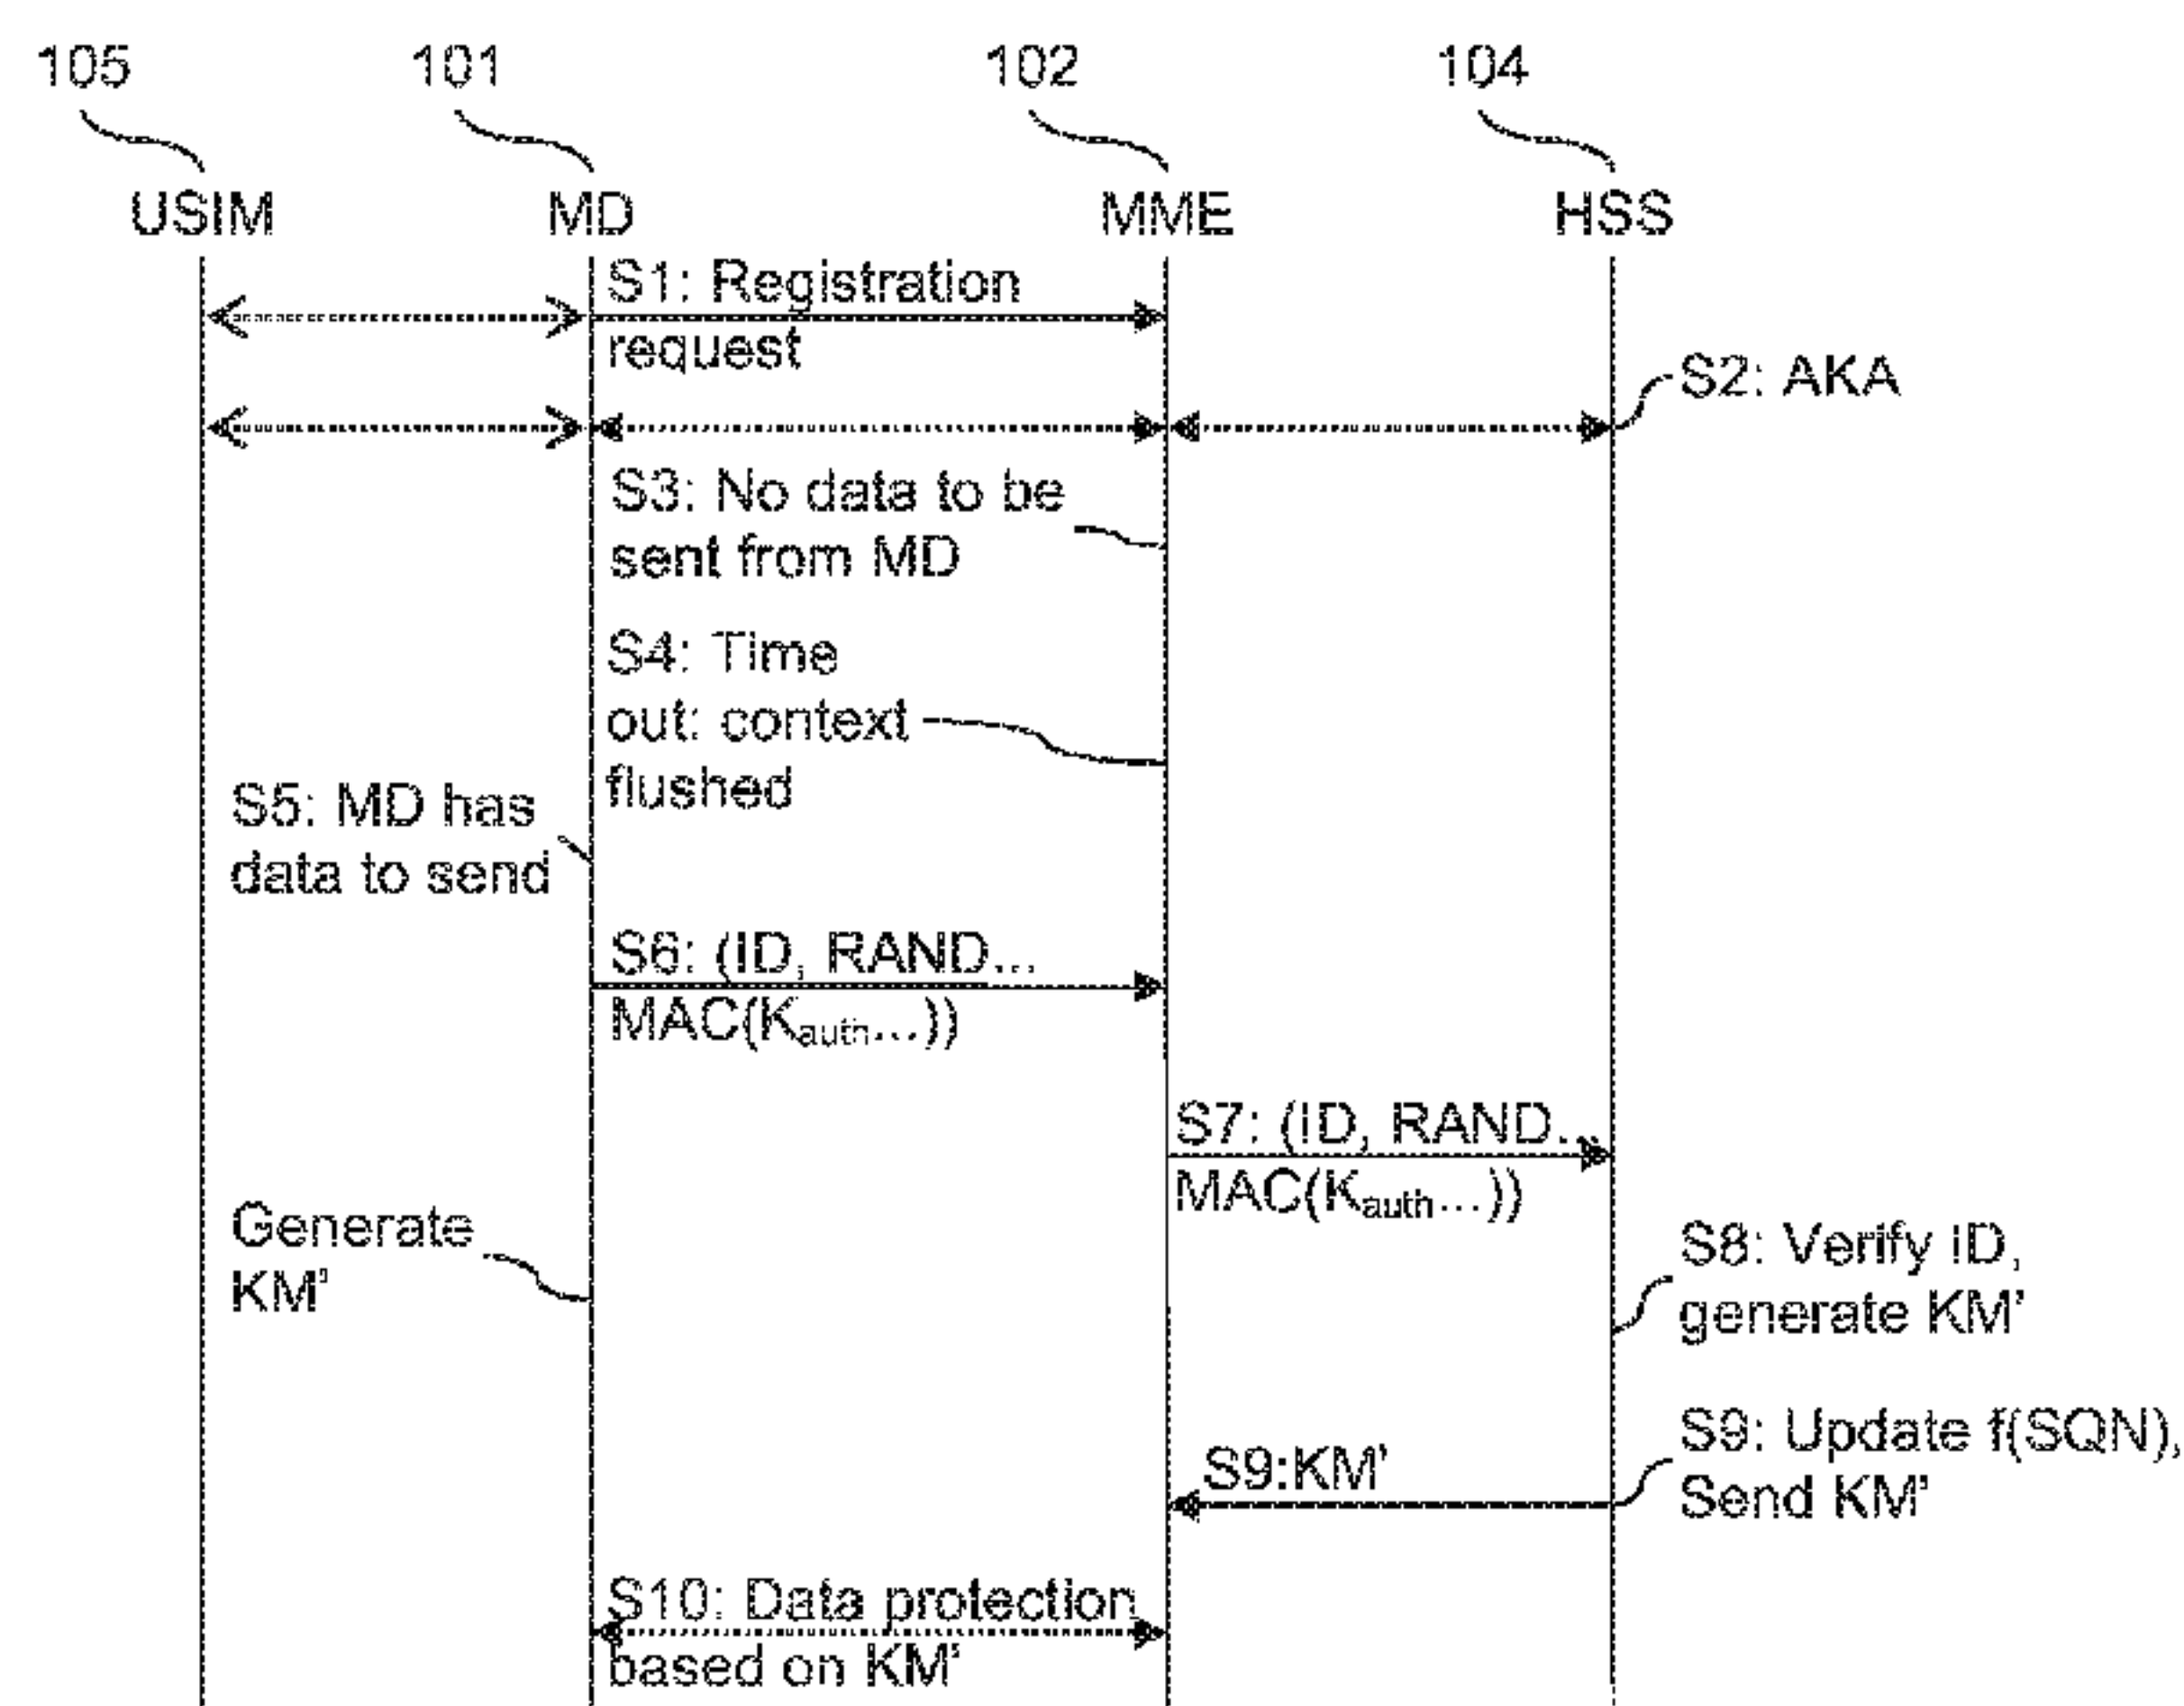 105
101
102
104
USIM
MD
MME
HSS
S1: Registration
request
S2: AKA
S3: No data to be
sent from MD
S4: Time
out: context
flushed
S5: MD has
data to send
S6: (ID, RAND...
MAC(Kauth...))
S7: (ID, RAND...
MAC(Kauth...))
Generate
KM'
S8: Verify ID,
generate KM'
S9: Update f(SQN),
Send KM'
S9:KM'
S10: Data protection
based on KM'